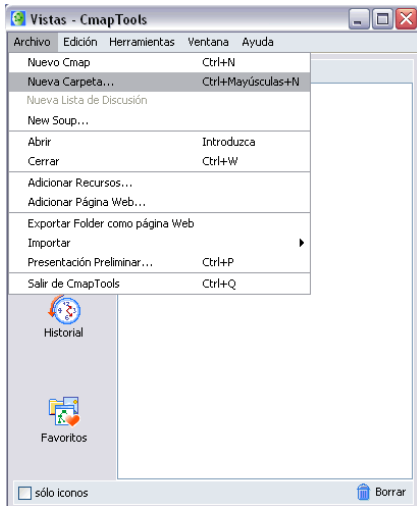 Vistas - CmapTools
Archivo Edición Herramientas Ventana Ayuda
Nuevo Cmap Ctrl+N
Nueva Carpeta... Ctrl+Mayúsculas+N
Nueva Lista de Discusión
New Soup...
Abrir Introduzca
Cerrar Ctrl+W
Adicionar Recursos...
Adicionar Página Web...
Exportar Folder como página Web
Importar
Presentación Preliminar... Ctrl+P
Salir de CmapTools Ctrl+Q
Historial
Favoritos
sólo iconos Borrar